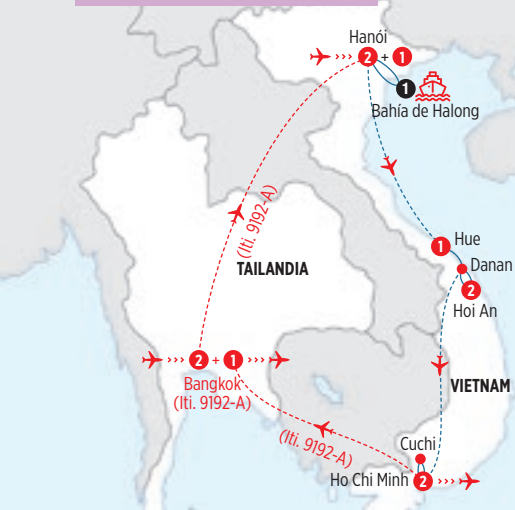 Hanói
2 + 1
1
Bahía de Halong
(Iti. 9192-A)
1 Hue
TAILANDIA
Danan
2
Hoi An
2 + 1
Bangkok
(Iti. 9192-A)
VIETNAM
(Iti. 9192-A)
Cuchi
Ho Chi Minh 2